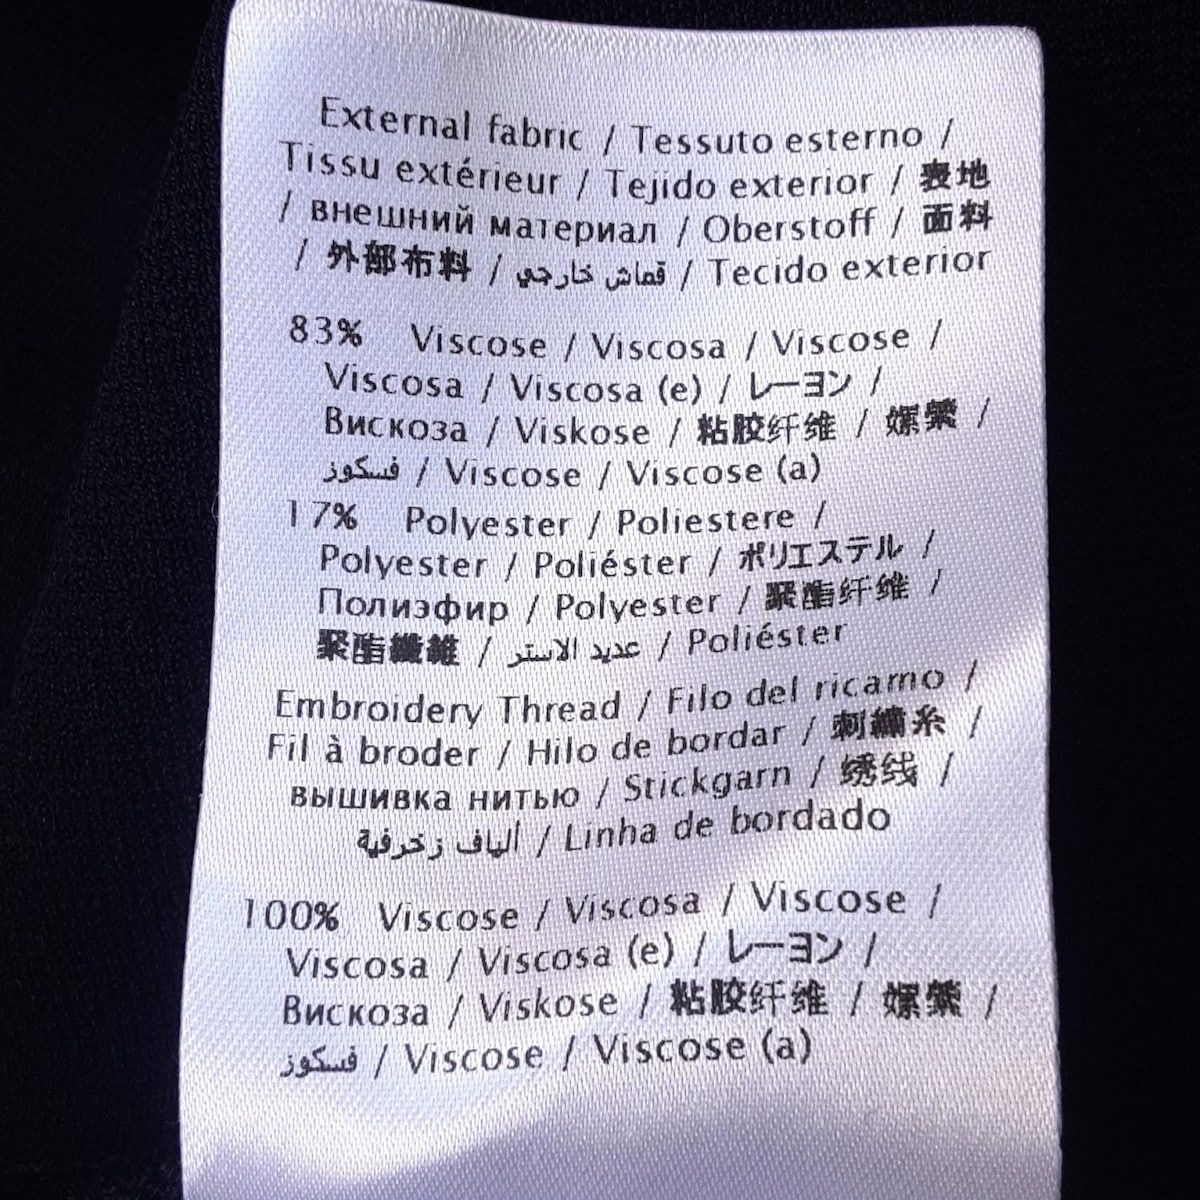 External fabric / Tessuto esterno /
Tissu extérieur / Tejido exterior / 表地
/ внешний материал / Oberstoff / 面料
/ 外部布料 / قماش خارجي / Tecido exterior
83% Viscose / Viscosa / Viscose /
Viscosa / Viscosa (e) / レーヨン /
Вискоза / Viskose / 粘胶纤维 / 嫘縈 /
فسكوز / Viscose / Viscose (a)
17% Polyester / Poliestere /
Polyester / Poliéster / ポリエステル /
Полиэфир / Polyester / 聚酯纤维 /
聚酯纖維 / عديد الاستر / Poliéster
Embroidery Thread / Filo del ricamo /
Fil à broder / Hilo de bordar / 刺繍糸 /
вышивка нитью / Stickgarn / 绣线 /
ألياف زخرفية / Linha de bordado
100% Viscose / Viscosa / Viscose /
Viscosa / Viscosa (e) / レーヨン /
Вискоза / Viskose / 粘胶纤维 / 嫘縈 /
فسكوز / Viscose / Viscose (a)